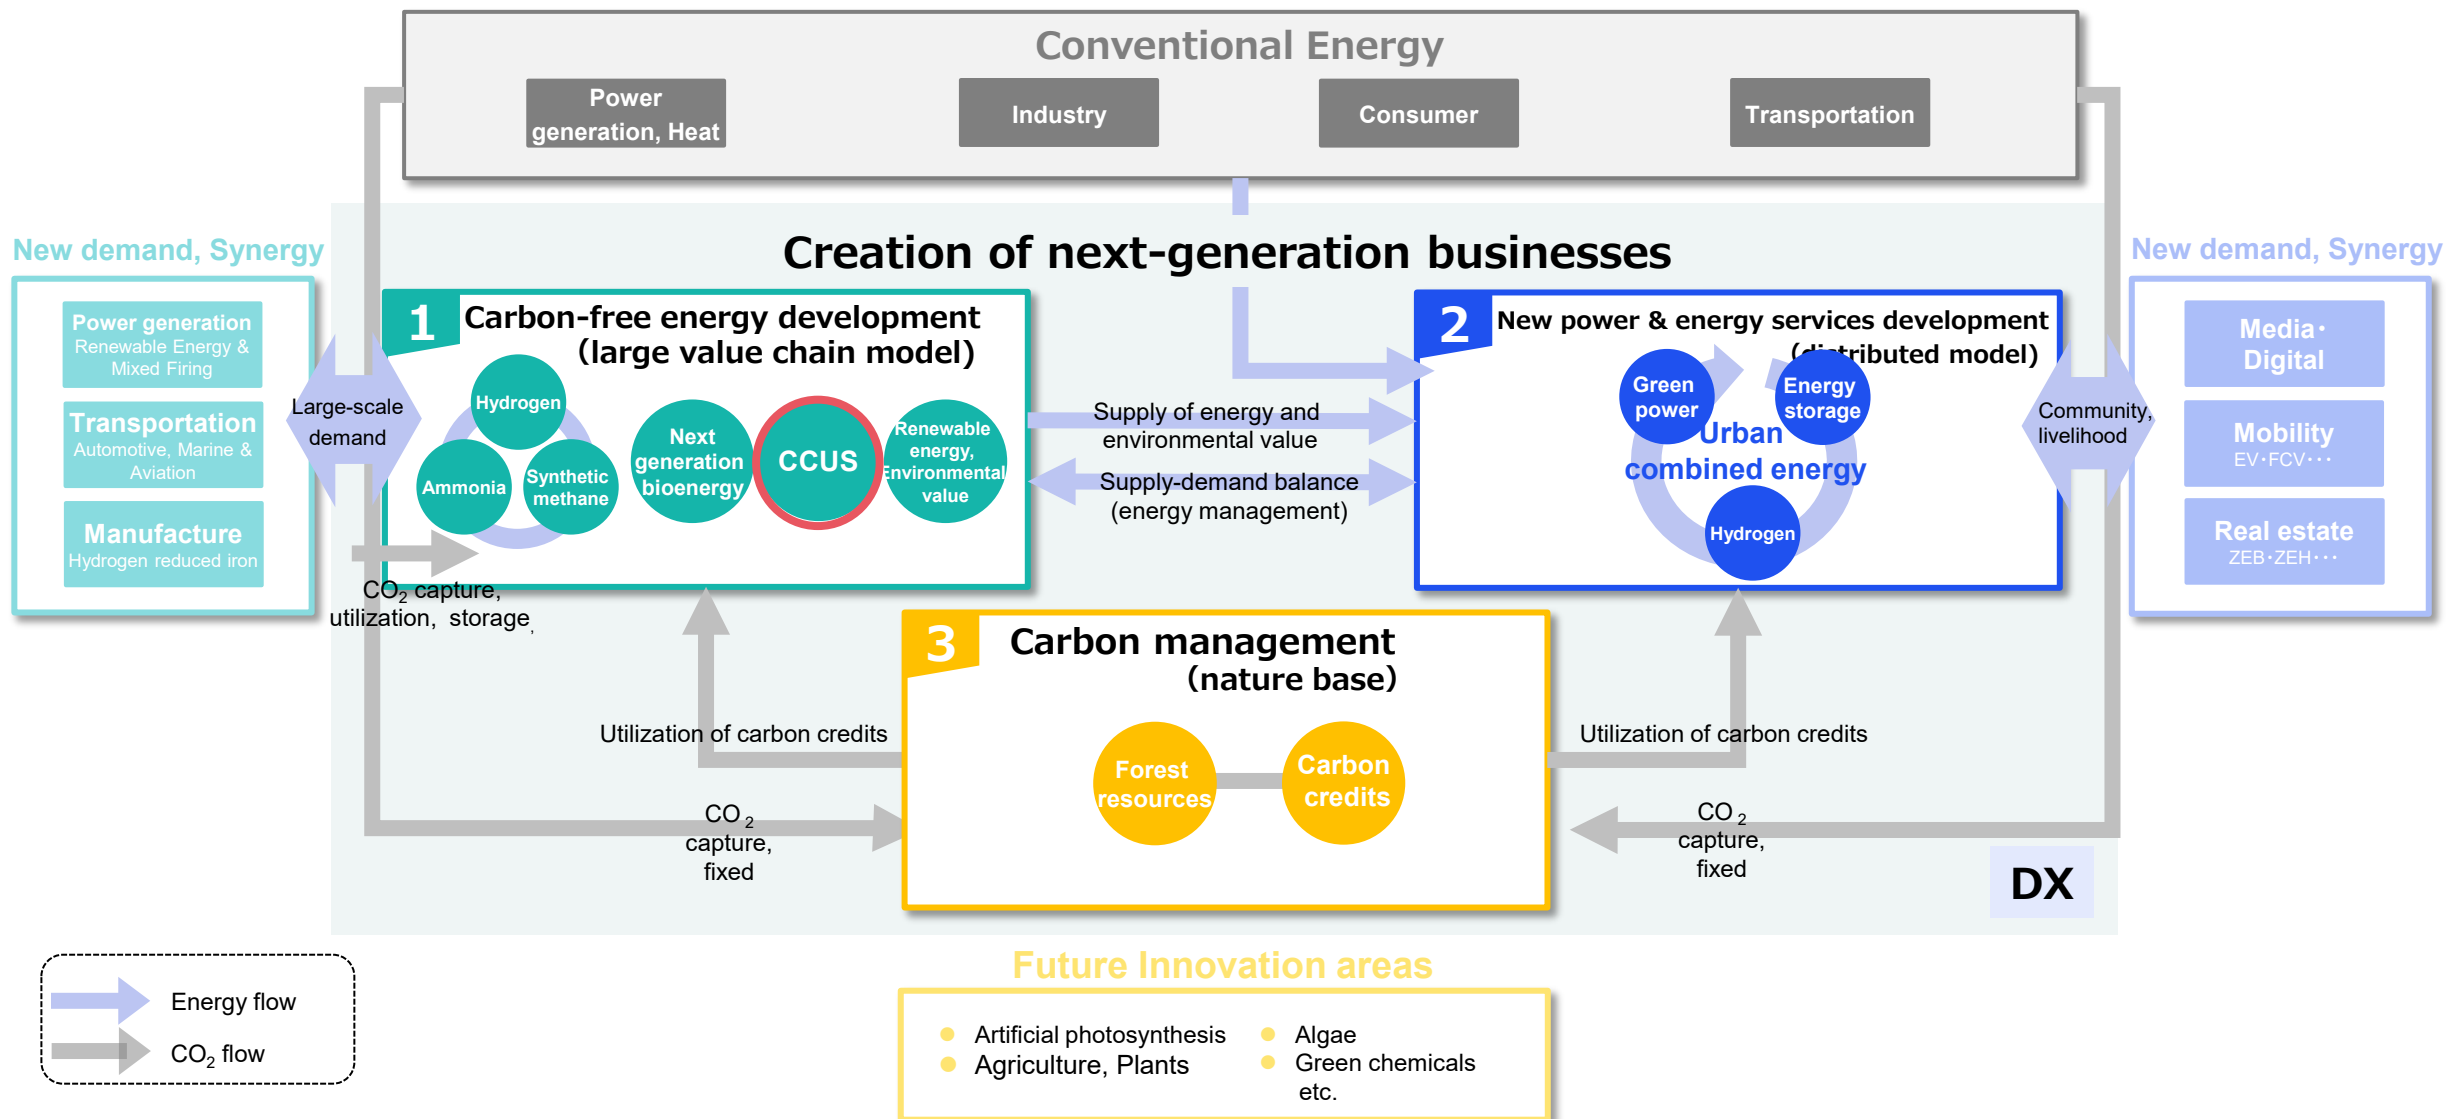 Conventional Energy
Power
generation, Heat
Industry
Consumer
Transportation
Creation of next-generation businesses
New demand, Synergy
Power generation
Renewable Energy &
Mixed Firing
Transportation
Automotive, Marine &
Aviation
Manufacture
Hydrogen reduced iron
Large-scale
demand
1
Carbon-free energy development
(large value chain model)
Hydrogen
Ammonia
Synthetic
methane
Next
generation
bioenergy
CCUS
Renewable
energy,
Environmental
value
CO2 capture,
utilization, storage,
Supply of energy and
environmental value
Supply-demand balance
(energy management)
2
New power & energy services development
(distributed model)
Green
power
Energy
storage
Urban
combined energy
Hydrogen
Community,
livelihood
New demand, Synergy
Media・
Digital
Mobility
EV・FCV・・・
Real estate
ZEB・ZEH・・・
3
Carbon management
(nature base)
Forest
resources
Carbon
credits
Utilization of carbon credits
Utilization of carbon credits
CO2
capture,
fixed
CO2
capture,
fixed
DX
Energy flow
CO2 flow
Future Innovation areas
● Artificial photosynthesis
● Agriculture, Plants
● Algae
● Green chemicals
etc.